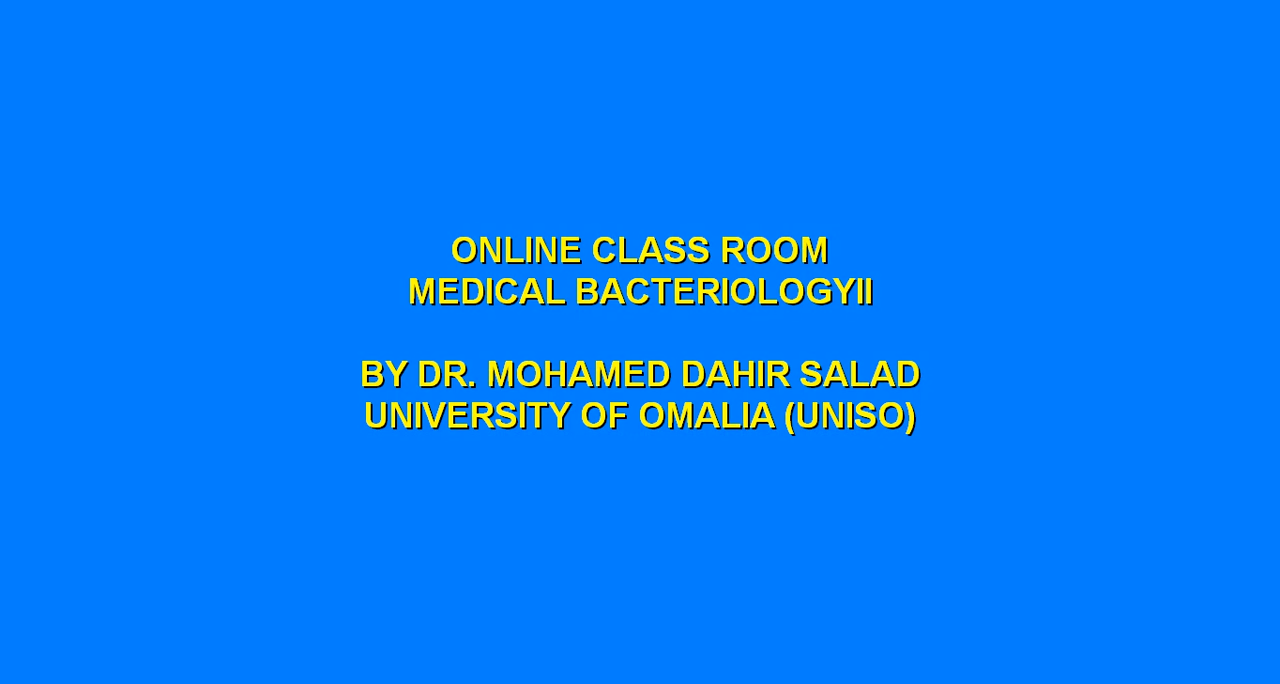 ONLINE CLASS ROOM
MEDICAL BACTERIOLOGYII
BY DR. MOHAMED DAHIR SALAD
UNIVERSITY OF OMALIA (UNISO)